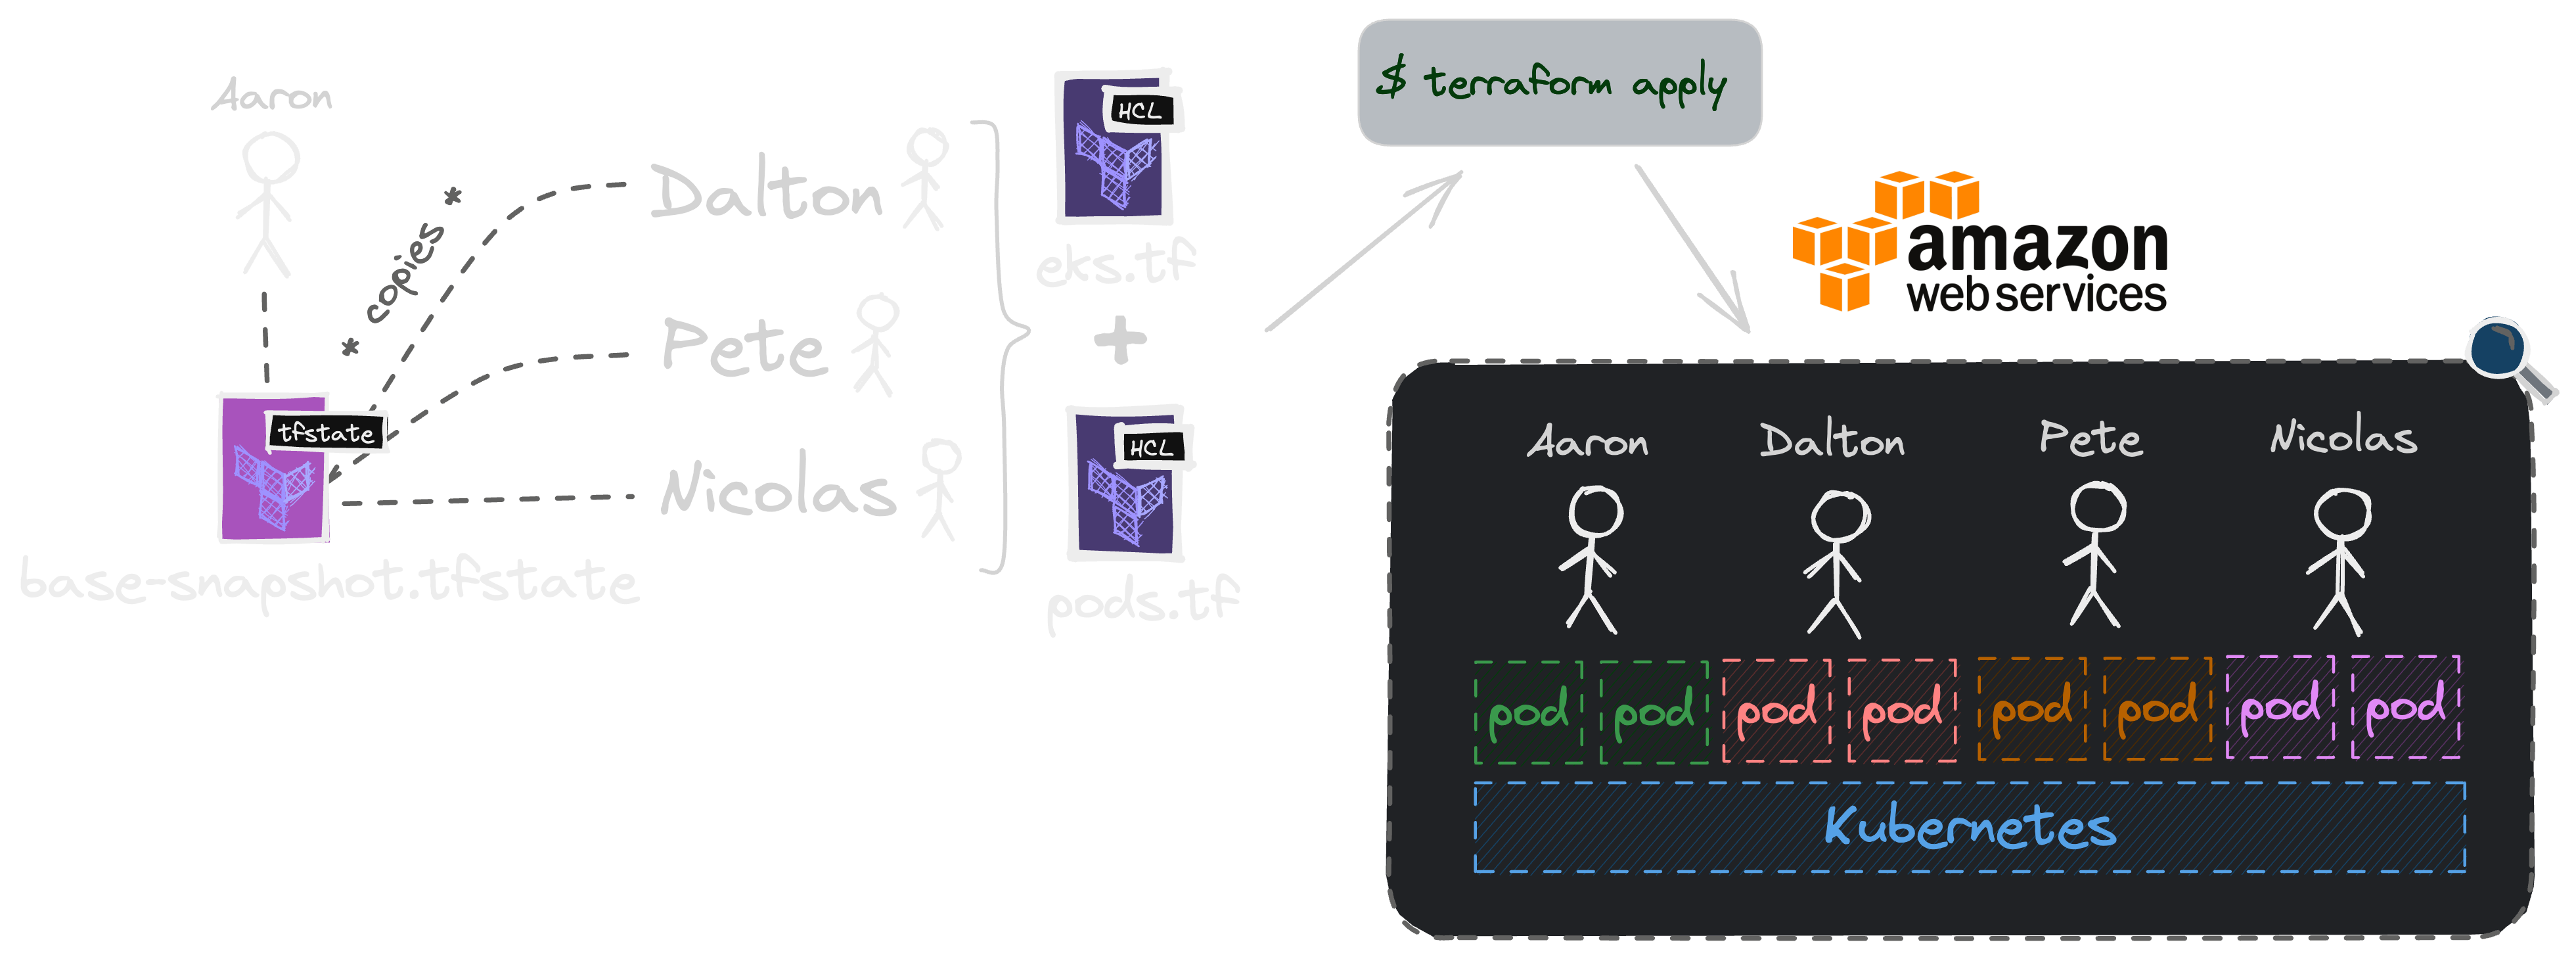 Aaron
* copies *
tfstate
base-snapshot.tfstate
Dalton
Pete
Nicolas
HCL
eks.tf
+
HCL
pods.tf
$ terraform apply
amazon
web services
Aaron Dalton Pete Nicolas
pod pod pod pod pod pod pod pod
Kubernetes